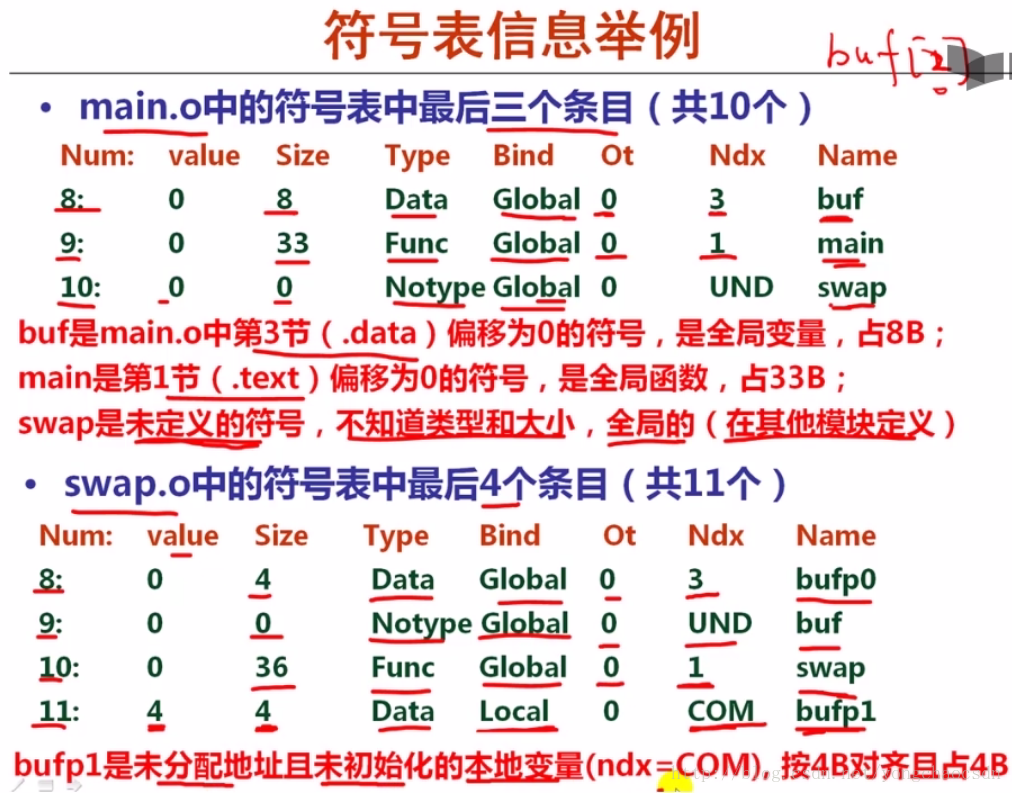 符号表信息举例
buf[2]
• main.o中的符号表中最后三个条目（共10个）
Num: value Size Type Bind Ot Ndx Name
8: 0 8 Data Global 0 3 buf
9: 0 33 Func Global 0 1 main
10: 0 0 Notype Global 0 UND swap
buf是main.o中第3节（.data）偏移为0的符号，是全局变量，占8B；
main是第1节（.text）偏移为0的符号，是全局函数，占33B；
swap是未定义的符号，不知道类型和大小，全局的（在其他模块定义）
• swap.o中的符号表中最后4个条目（共11个）
Num: value Size Type Bind Ot Ndx Name
8: 0 4 Data Global 0 3 bufp0
9: 0 0 Notype Global 0 UND buf
10: 0 36 Func Global 0 1 swap
11: 4 4 Data Local 0 COM bufp1
bufp1是未分配地址且未初始化的本地变量(ndx=COM), 按4B对齐且占4B